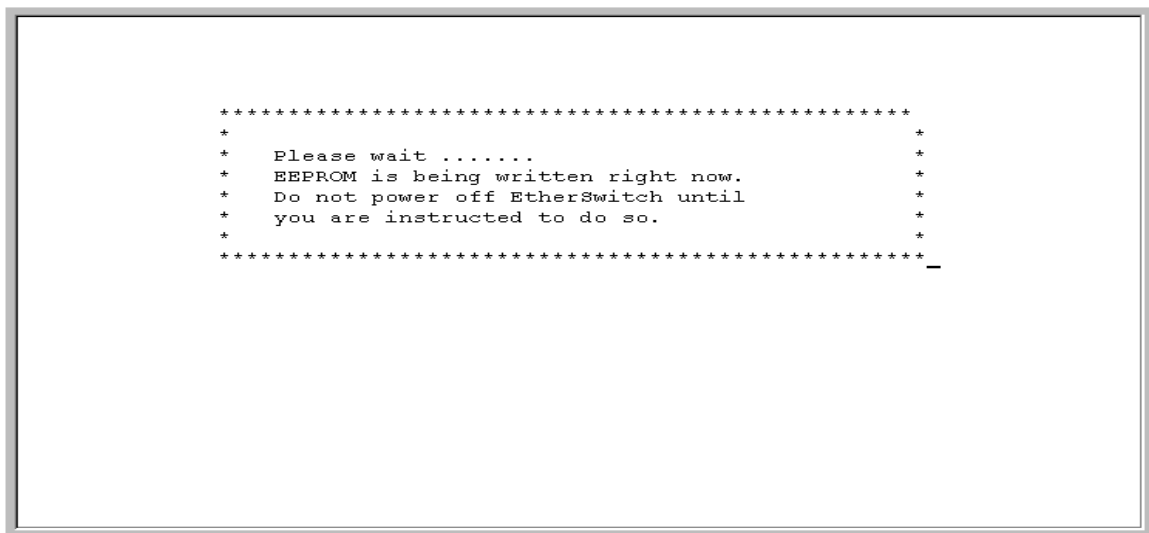 ***************************************************
*                                                  *
*   Please wait .......                            *
*   EEPROM is being written right now.             *
*   Do not power off EtherSwitch until             *
*   you are instructed to do so.                   *
*                                                  *
****************************************************_